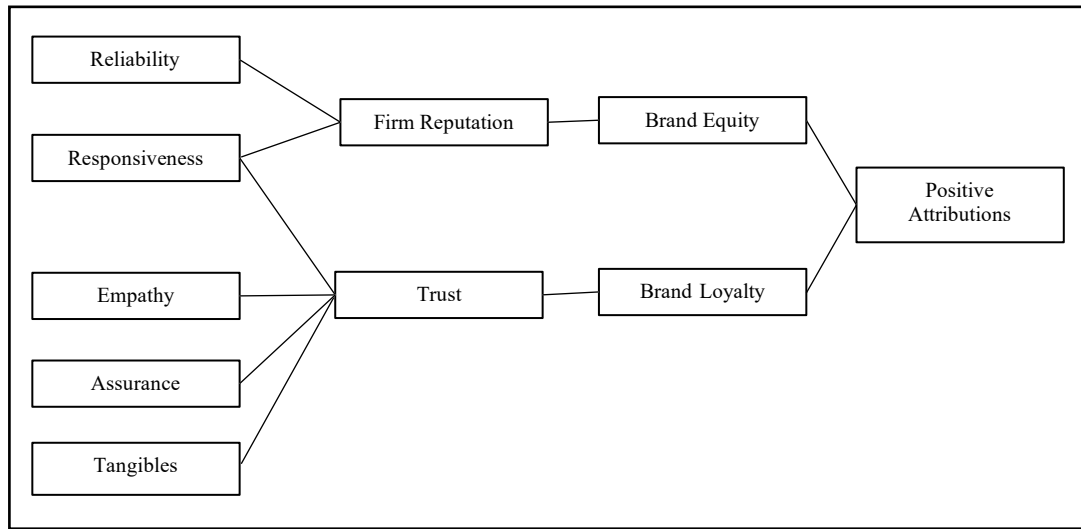 Reliability
Responsiveness
Empathy
Assurance
Tangibles
Firm Reputation
Trust
Brand Equity
Brand Loyalty
Positive
Attributions